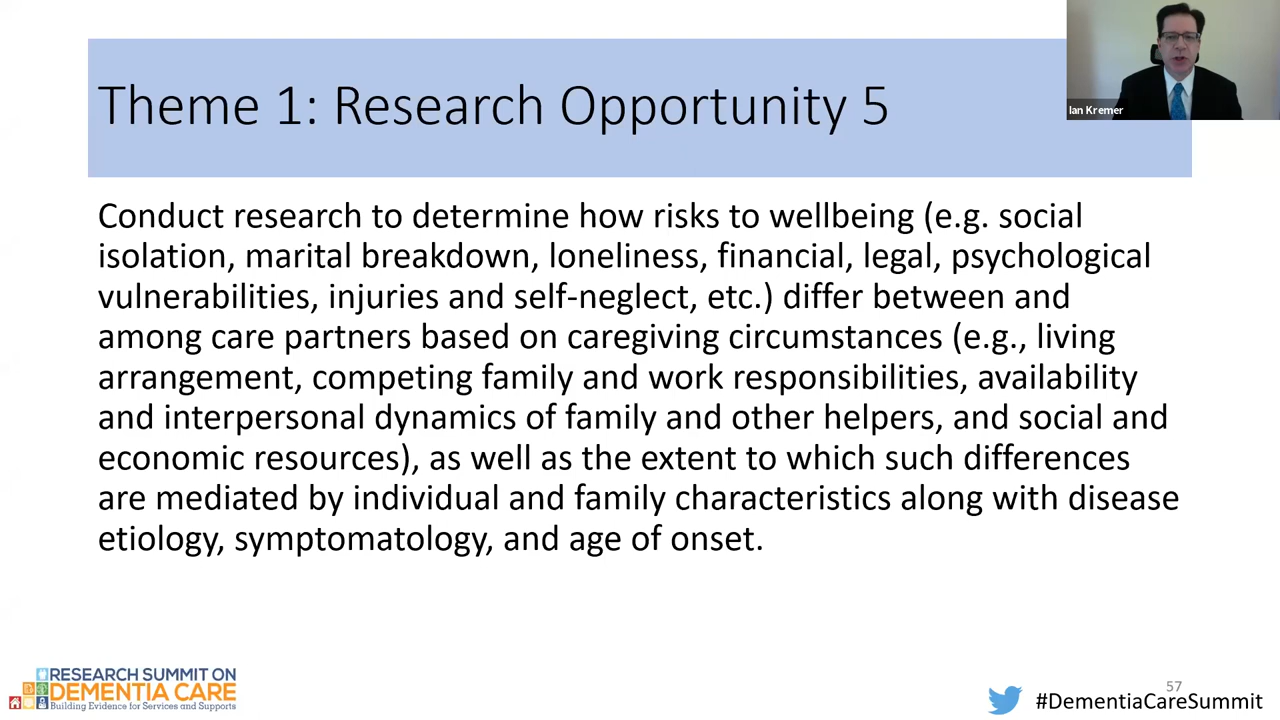 Theme 1: Research Opportunity 5
Ian Kremer
Conduct research to determine how risks to wellbeing (e.g. social
isolation, marital breakdown, loneliness, financial, legal, psychological
vulnerabilities, injuries and self-neglect, etc.) differ between and
among care partners based on caregiving circumstances (e.g., living
arrangement, competing family and work responsibilities, availability
and interpersonal dynamics of family and other helpers, and social and
economic resources), as well as the extent to which such differences
are mediated by individual and family characteristics along with disease
etiology, symptomatology, and age of onset.
RESEARCH SUMMIT ON
DEMENTIA CARE
Building Evidence for Services and Supports
57
#DementiaCareSummit